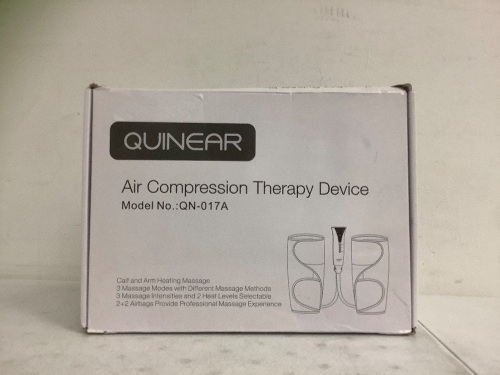 QUINEAR
Air Compression Therapy Device
Model No.:QN-017A
Calf and Arm Heating Massage
3 Massage Modes with Different Massage Methods
3 Massage Intensities and 2 Heat Levels Selectable
2+2 Airbags Provide Professional Massage Experience